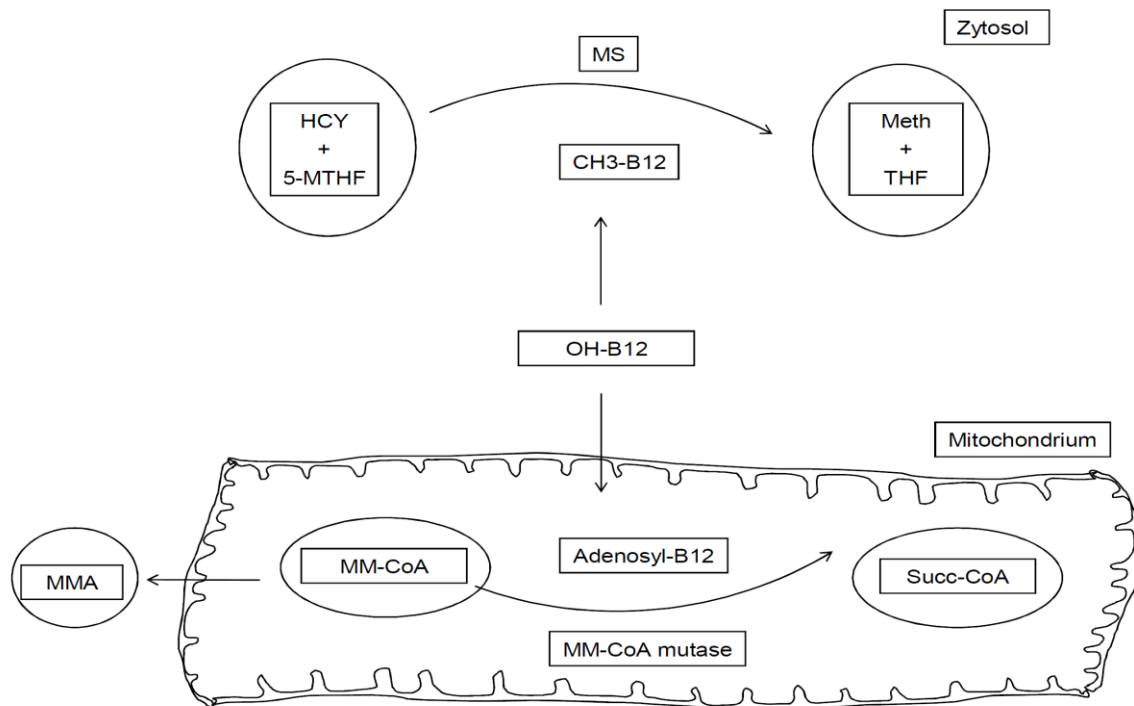 Zytosol
MS
HCY
+
5-MTHF
CH3-B12
Meth
+
THF
OH-B12
Mitochondrium
MMA
MM-CoA
Adenosyl-B12
Succ-CoA
MM-CoA mutase